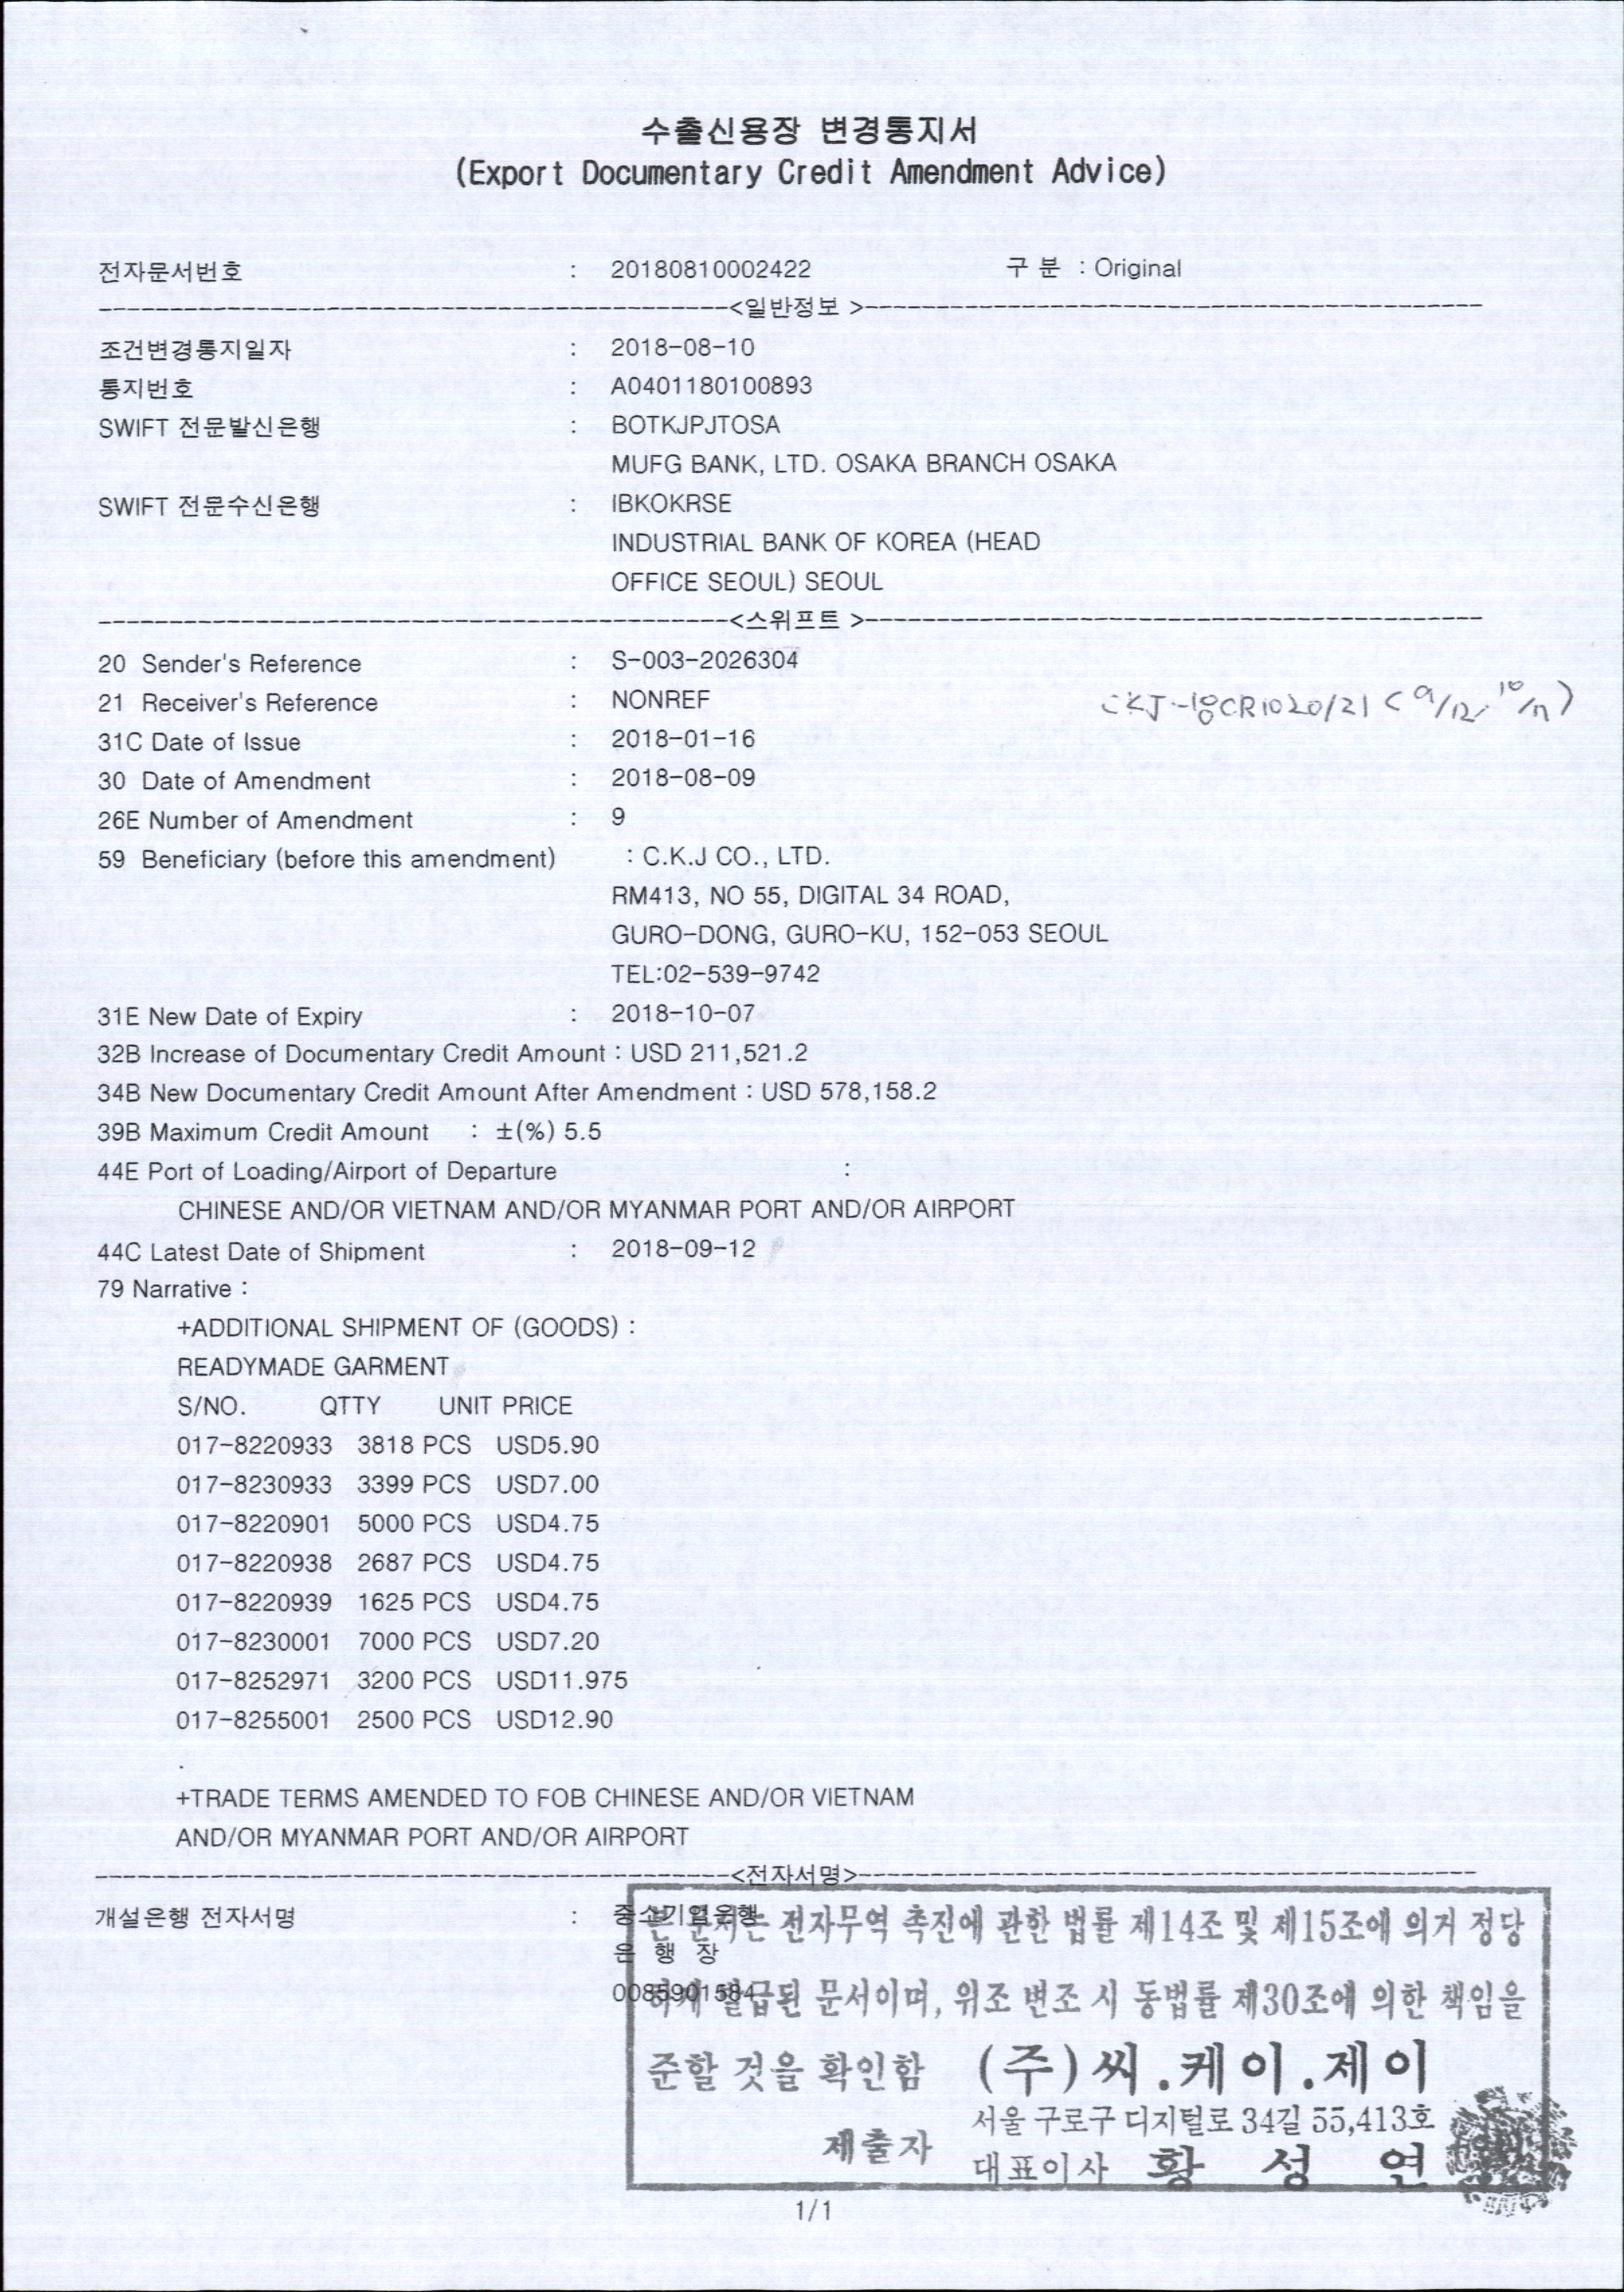 수출신용장 변경통지서
(Export Documentary Credit Amendment Advice)
전자문서번호 : 20180810002422 구 분 : Original
<일반정보 >
조건변경통지일자 : 2018-08-10
통지번호 : A0401180100893
SWIFT 전문발신은행 : BOTKJPJTOSA
MUFG BANK, LTD. OSAKA BRANCH OSAKA
SWIFT 전문수신은행 : IBKOKRSE
INDUSTRIAL BANK OF KOREA (HEAD
OFFICE SEOUL) SEOUL
<스위프트 >
20 Sender's Reference : S-003-2026304
21 Receiver's Reference : NONREF
CKJ-18CR1020/21 (9/12, 10/7)
31C Date of Issue : 2018-01-16
30 Date of Amendment : 2018-08-09
26E Number of Amendment : 9
59 Beneficiary (before this amendment) : C.K.J CO., LTD.
RM413, NO 55, DIGITAL 34 ROAD,
GURO-DONG, GURO-KU, 152-053 SEOUL
TEL:02-539-9742
31E New Date of Expiry : 2018-10-07
32B Increase of Documentary Credit Amount : USD 211,521.2
34B New Documentary Credit Amount After Amendment : USD 578,158.2
39B Maximum Credit Amount : ±(%) 5.5
44E Port of Loading/Airport of Departure :
CHINESE AND/OR VIETNAM AND/OR MYANMAR PORT AND/OR AIRPORT
44C Latest Date of Shipment : 2018-09-12
79 Narrative :
+ADDITIONAL SHIPMENT OF (GOODS) :
READYMADE GARMENT
S/NO. QTTY UNIT PRICE
017-8220933 3818 PCS USD5.90
017-8230933 3399 PCS USD7.00
017-8220901 5000 PCS USD4.75
017-8220938 2687 PCS USD4.75
017-8220939 1625 PCS USD4.75
017-8230001 7000 PCS USD7.20
017-8252971 3200 PCS USD11.975
017-8255001 2500 PCS USD12.90
.
+TRADE TERMS AMENDED TO FOB CHINESE AND/OR VIETNAM
AND/OR MYANMAR PORT AND/OR AIRPORT
<전자서명>
개설은행 전자서명 : 중소기업은행
은 행 장
0085901584
본 문서는 전자무역 촉진에 관한 법률 제14조 및 제15조에 의거 정당
하게 발급된 문서이며, 위조 변조 시 동법률 제30조에 의한 책임을
준할 것을 확인함 (주)씨.케이.제이
서울 구로구 디지털로 34길 55,413호
제출자 대표이사 황 성 연
1/1